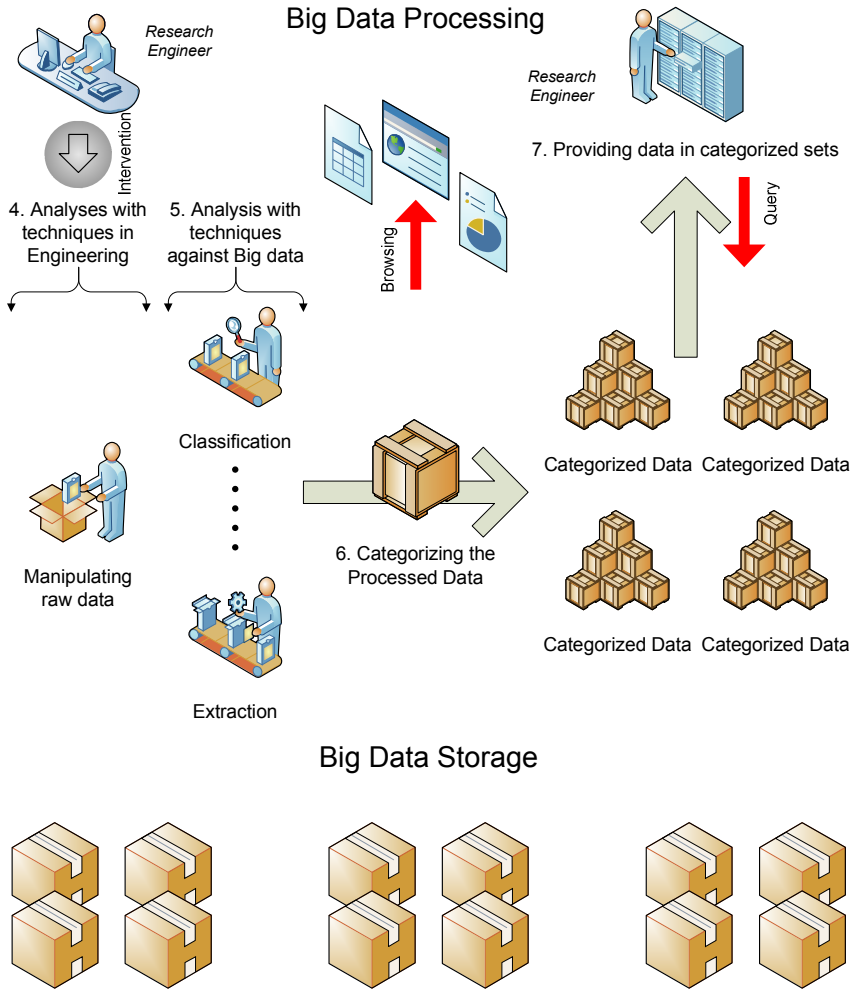 Big Data Processing
Research
Engineer
Intervention
4. Analyses with
techniques in
Engineering
5. Analysis with
techniques
against Big data
Manipulating
raw data
Classification
Extraction
Browsing
6. Categorizing the
Processed Data
Research
Engineer
7. Providing data in categorized sets
Query
Categorized Data
Categorized Data
Categorized Data
Categorized Data
Big Data Storage